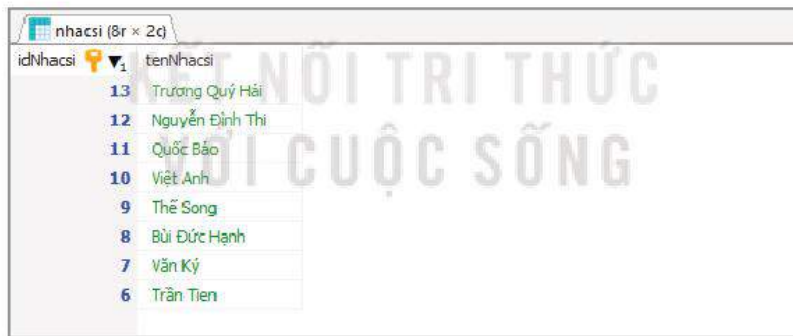 nhacsi (8r × 2c)
idNhacsi 1 tenNhacsi
13 Trương Quý Hải
12 Nguyễn Đình Thi
11 Quốc Bảo
10 Việt Anh
9 Thế Song
8 Bùi Đức Hạnh
7 Văn Ký
6 Trần Tien
KẾT NỐI TRI THỨC
VỚI CUỘC SỐNG